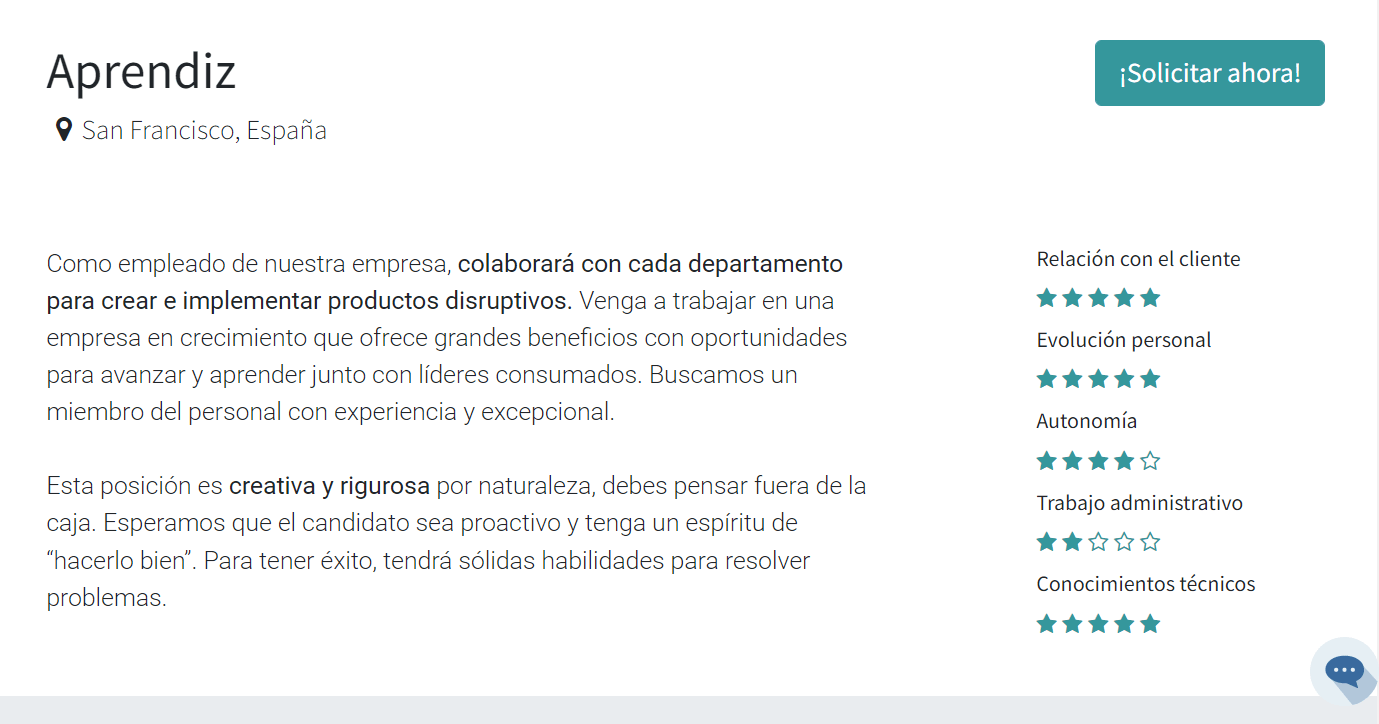 Aprendiz
¡Solicitar ahora!
San Francisco, España
Como empleado de nuestra empresa, colaborará con cada departamento
para crear e implementar productos disruptivos. Venga a trabajar en una
empresa en crecimiento que ofrece grandes beneficios con oportunidades
para avanzar y aprender junto con líderes consumados. Buscamos un
miembro del personal con experiencia y excepcional.
Esta posición es creativa y rigurosa por naturaleza, debes pensar fuera de la
caja. Esperamos que el candidato sea proactivo y tenga un espíritu de
“hacerlo bien”. Para tener éxito, tendrá sólidas habilidades para resolver
problemas.
Relación con el cliente
Evolución personal
Autonomía
Trabajo administrativo
Conocimientos técnicos